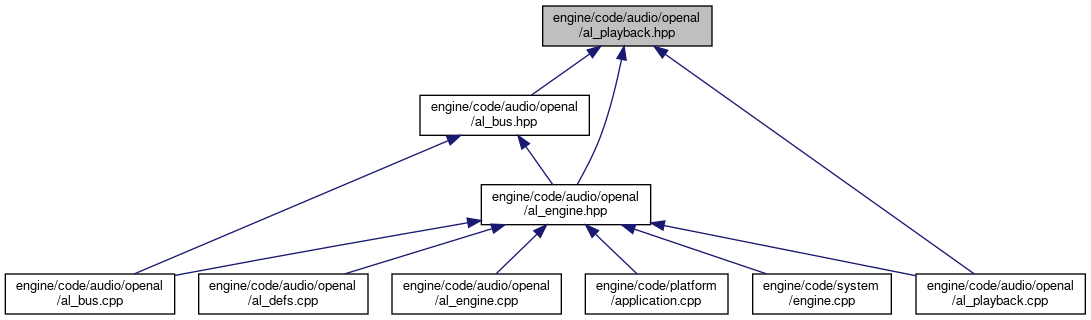 engine/code/audio/openal
/al_playback.hpp
engine/code/audio/openal
/al_bus.hpp
engine/code/audio/openal
/al_engine.hpp
engine/code/audio/openal
/al_bus.cpp
engine/code/audio/openal
/al_defs.cpp
engine/code/audio/openal
/al_engine.cpp
engine/code/platform
/application.cpp
engine/code/system
/engine.cpp
engine/code/audio/openal
/al_playback.cpp